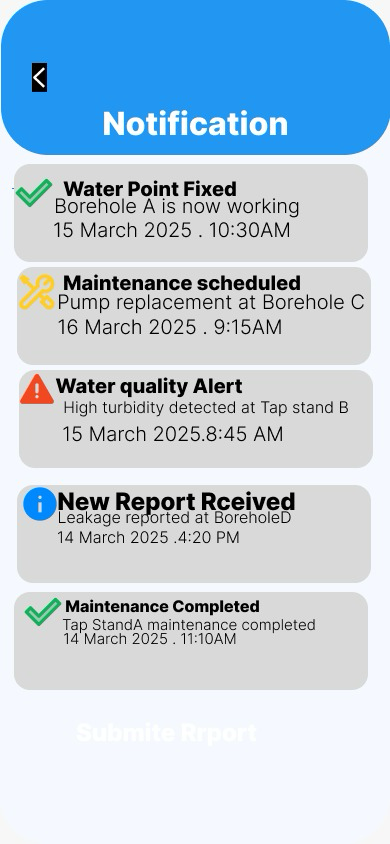 Notification
Water Point Fixed
Borehole A is now working
15 March 2025 . 10:30AM
Maintenance scheduled
Pump replacement at Borehole C
16 March 2025 . 9:15AM
Water quality Alert
High turbidity detected at Tap stand B
15 March 2025.8:45 AM
New Report Rceived
Leakage reported at BoreholeD
14 March 2025 .4:20 PM
Maintenance Completed
Tap StandA maintenance completed
14 March 2025 . 11:10AM
Submite Rrport